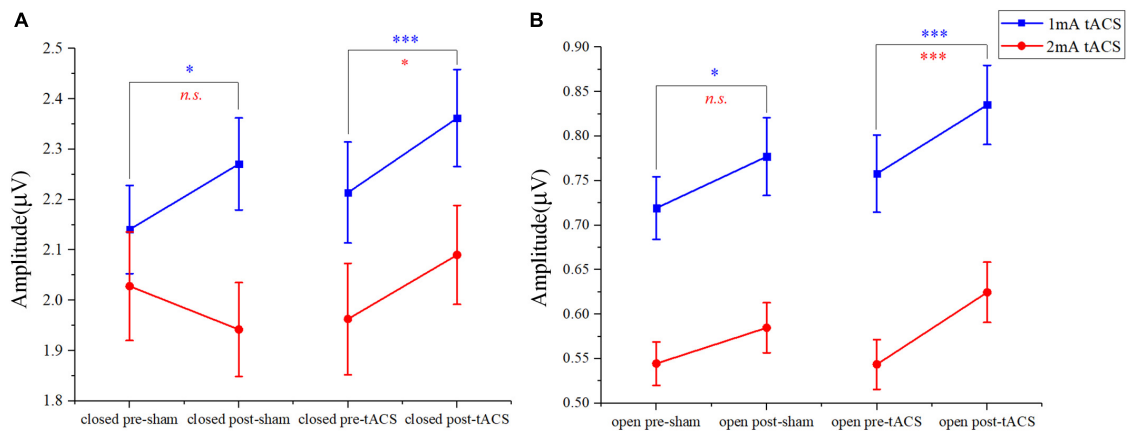 A
Amplitude(μV)
2.5
2.4
2.3
2.2
2.1
2.0
1.9
1.8
*
n.s.
***
*
closed pre-sham closed post-sham closed pre-tACS closed post-tACS
B
1mA tACS
2mA tACS
Amplitude(μV)
0.90
0.85
0.80
0.75
0.70
0.65
0.60
0.55
0.50
*
n.s.
***
***
open pre-sham open post-sham open pre-tACS open post-tACS